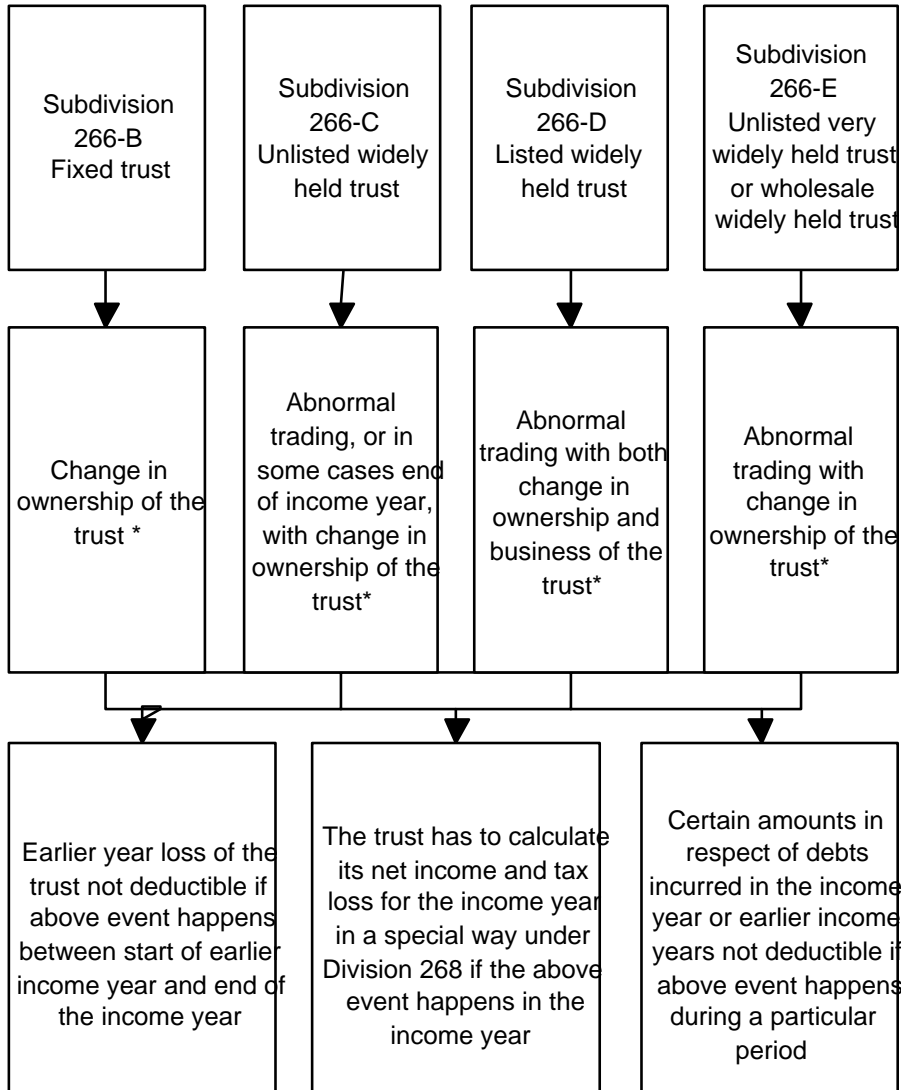 Subdivision
266-B
Fixed trust
Subdivision
266-C
Unlisted widely
held trust
Subdivision
266-D
Listed widely
held trust
Subdivision
266-E
Unlisted very
widely held trust
or wholesale
widely held trust
Change in
ownership of the
trust *
Abnormal
trading, or in
some cases end
of income year,
with change in
ownership of the
trust*
Abnormal
trading with both
change in
ownership and
business of the
trust*
Abnormal
trading with
change in
ownership of the
trust*
Earlier year loss of the
trust not deductible if
above event happens
between start of earlier
income year and end of
the income year
The trust has to calculate
its net income and tax
loss for the income year
in a special way under
Division 268 if the above
event happens in the
income year
Certain amounts in
respect of debts
incurred in the income
year or earlier income
years not deductible if
above event happens
during a particular
period